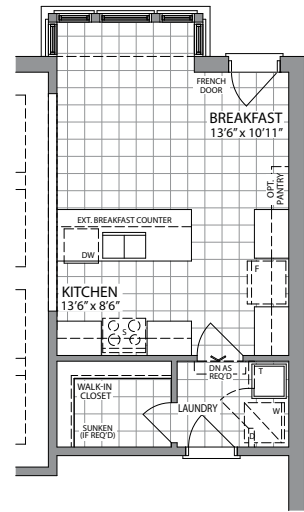 FRENCH
DOOR
BREAKFAST
13'6" x 10'11"
OPT.
PANTRY
EXT. BREAKFAST COUNTER
DW
F
KITCHEN
13'6" x 8'6"
S
DN AS
REQ'D
T
WALK-IN
CLOSET
LAUNDRY
W
SUNKEN
(IF REQ'D)